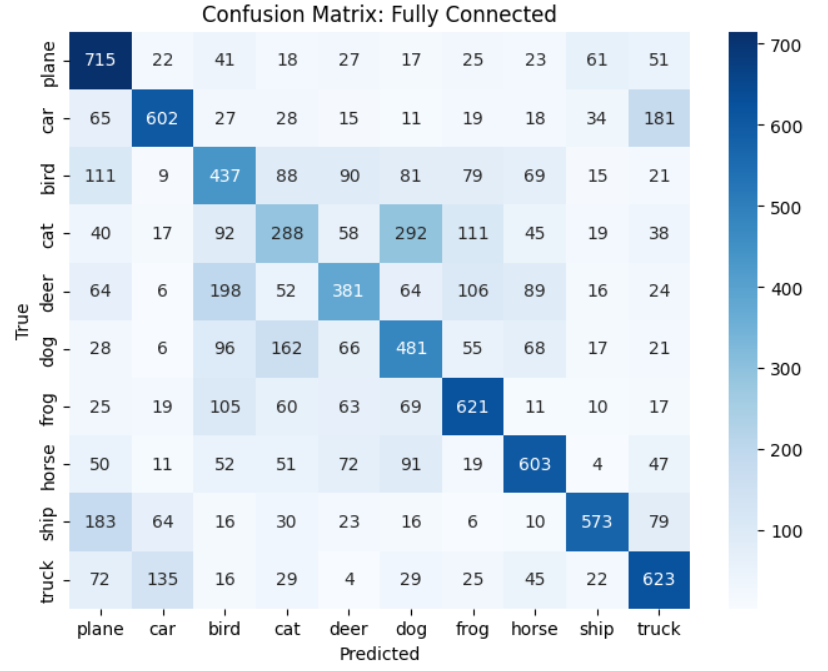 Confusion Matrix: Fully Connected
plane 715 22 41 18 27 17 25 23 61 51
car 65 602 27 28 15 11 19 18 34 181
bird 111 9 437 88 90 81 79 69 15 21
cat 40 17 92 288 58 292 111 45 19 38
deer 64 6 198 52 381 64 106 89 16 24
dog 28 6 96 162 66 481 55 68 17 21
frog 25 19 105 60 63 69 621 11 10 17
horse 50 11 52 51 72 91 19 603 4 47
ship 183 64 16 30 23 16 6 10 573 79
truck 72 135 16 29 4 29 25 45 22 623
plane car bird cat deer dog frog horse ship truck
Predicted
True
700
600
500
400
300
200
100